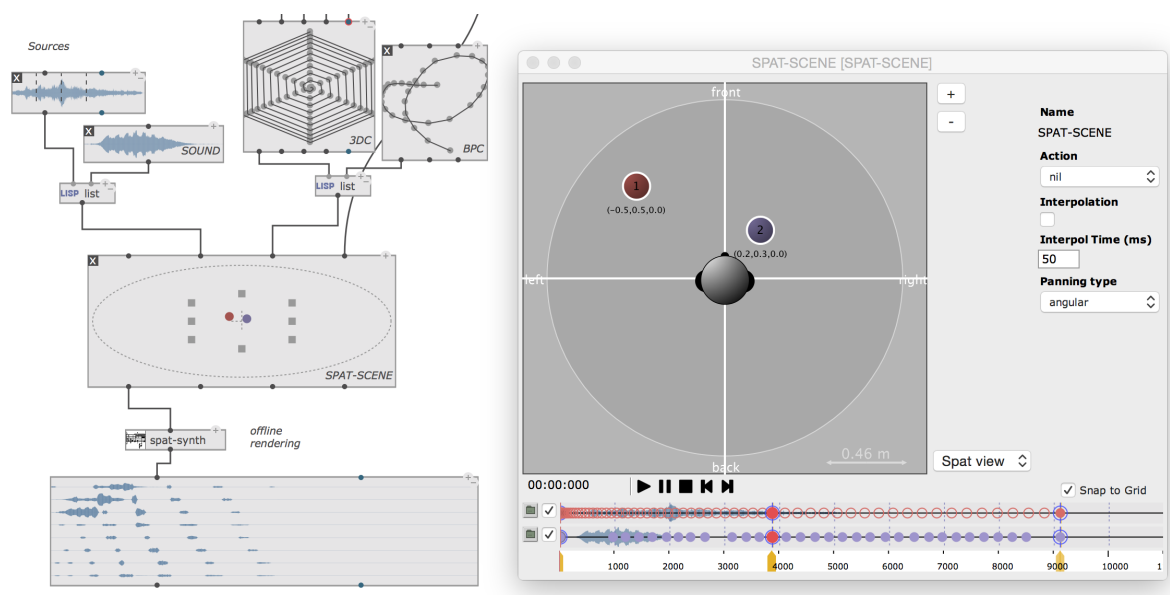 Sources
SOUND
LISP list
3DC
BPC
LISP list
SPAT-SCENE
spat-synth
offline
rendering
SPAT-SCENE [SPAT-SCENE]
front
1
(−0.5,0.5,0.0)
2
(0.2,0.3,0.0)
left
right
0.46 m
back
+
-
Name
SPAT-SCENE
Action
nil
Interpolation
Interpol Time (ms)
50
Panning type
angular
Spat view
00:00:000
Snap to Grid
1000 2000 3000 4000 5000 6000 7000 8000 9000 10000 1